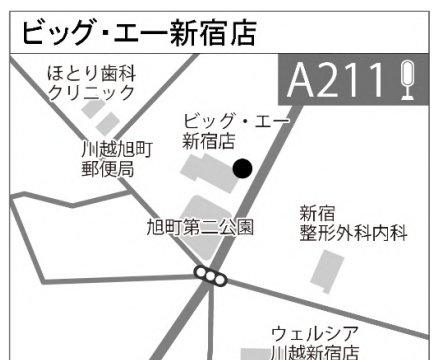 ビッグ・エー新宿店
A211
ほとり歯科
クリニック
ビッグ・エー
新宿店
川越旭町
郵便局
旭町第二公園
新宿
整形外科内科
ウェルシア
川越新宿店